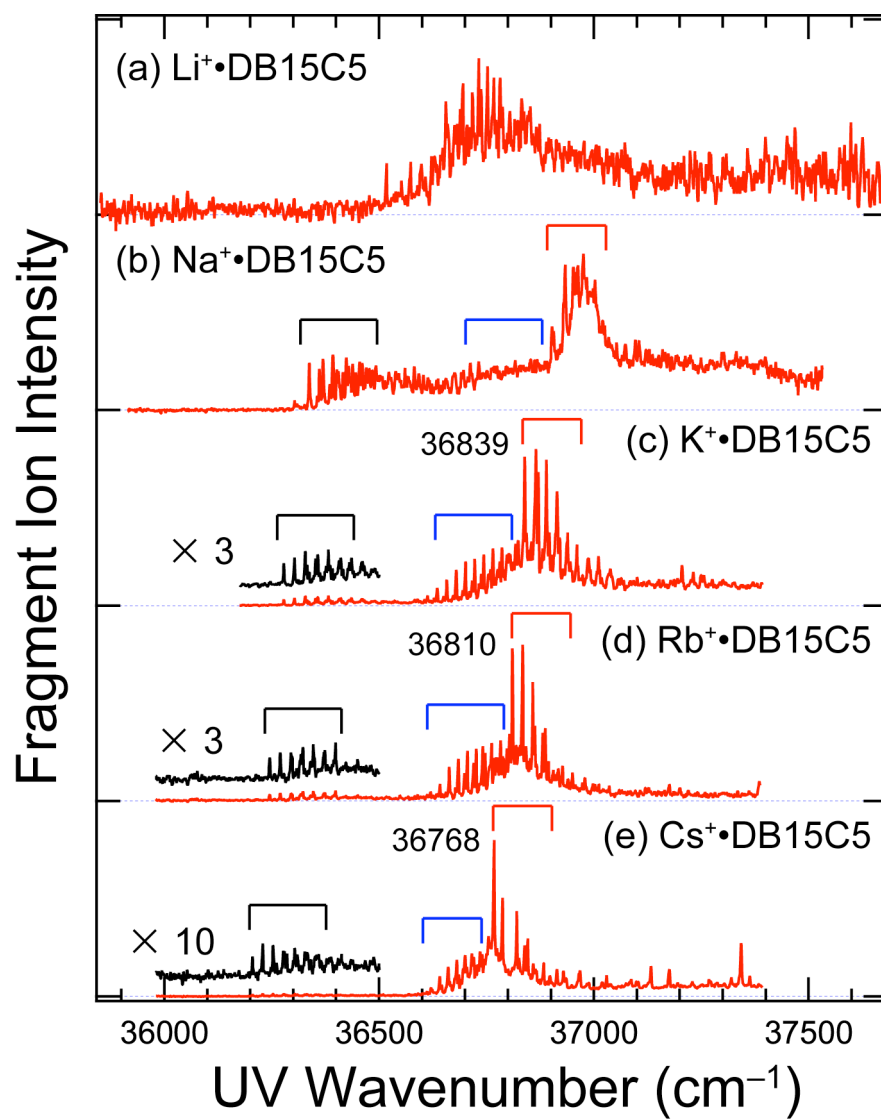 (a) Li⁺•DB15C5
(b) Na⁺•DB15C5
36839
(c) K⁺•DB15C5
× 3
36810
(d) Rb⁺•DB15C5
× 3
36768
(e) Cs⁺•DB15C5
× 10
36000 36500 37000 37500
UV Wavenumber (cm⁻¹)
Fragment Ion Intensity